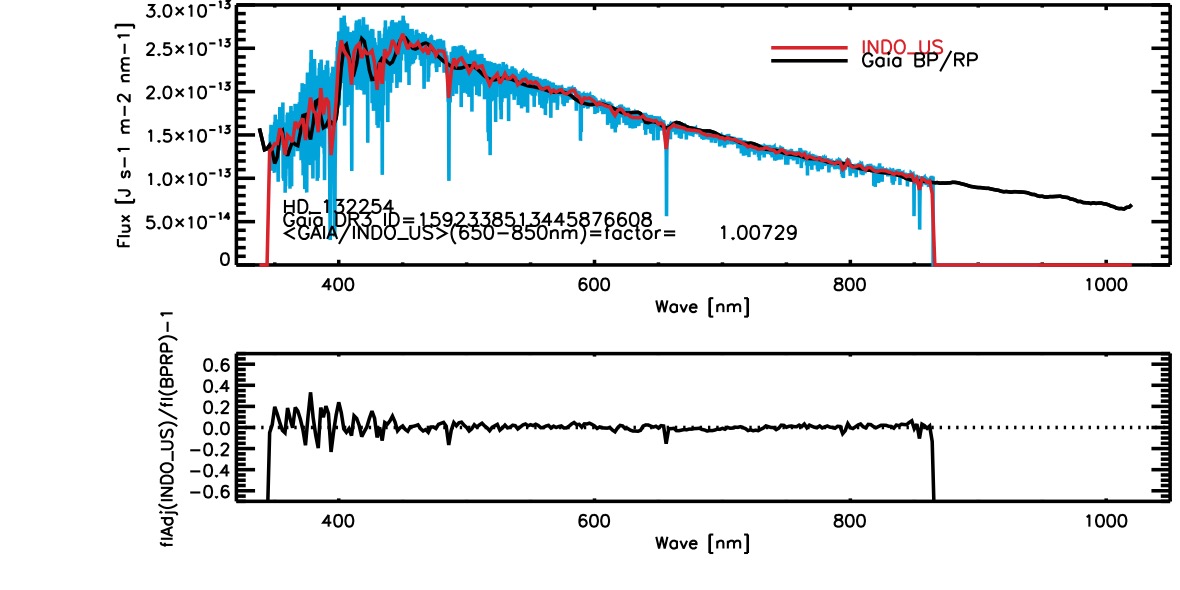 3.0×10−13
2.5×10−13
2.0×10−13
1.5×10−13
1.0×10−13
5.0×10−14
0
Flux [J s−1 m−2 nm−1]
INDO_US
Gaia BP/RP
HD_132254
Gaia DR3 ID=1592338513445876608
<GAIA/INDO_US>(650−850nm)=factor= 1.00729
400 600 800 1000
Wave [nm]
flAdj(INDO_US)/fl(BPRP)−1
0.6
0.4
0.2
0.0
−0.2
−0.4
−0.6
400 600 800 1000
Wave [nm]